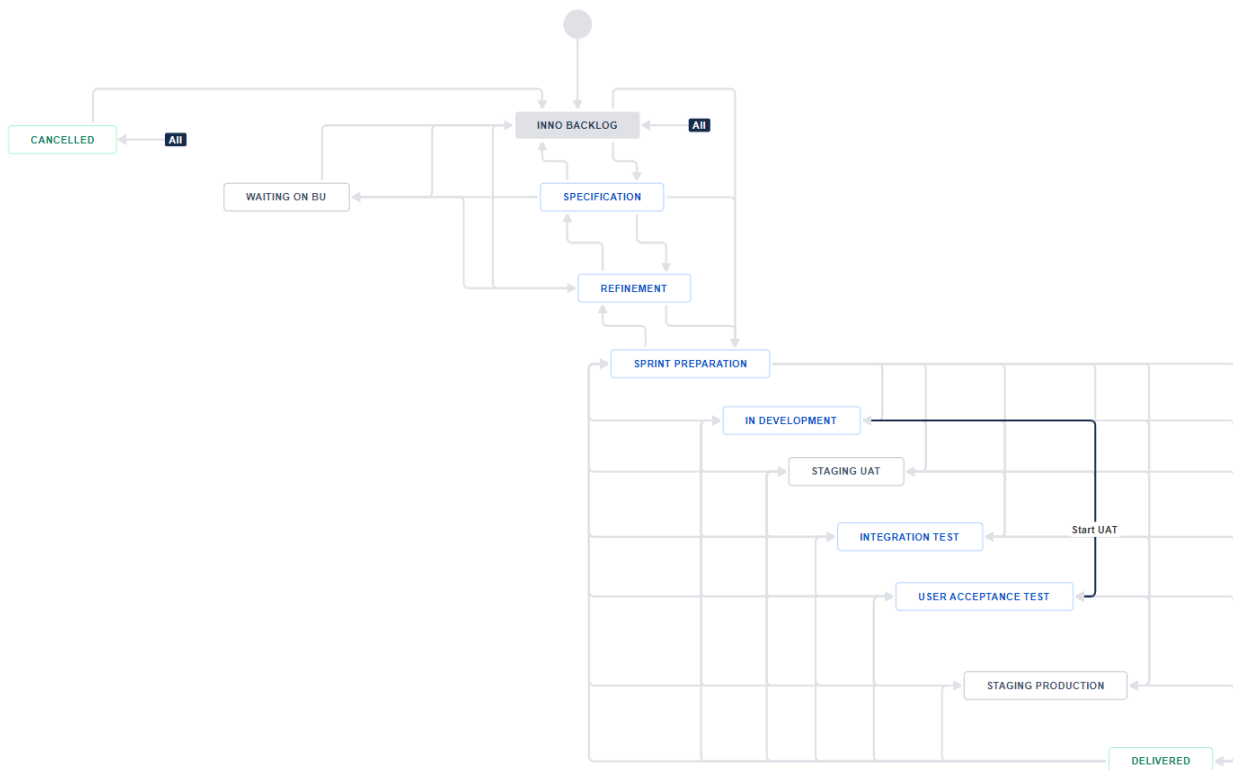 INNO BACKLOG
All
CANCELLED
All
WAITING ON BU
SPECIFICATION
REFINEMENT
SPRINT PREPARATION
IN DEVELOPMENT
STAGING UAT
Start UAT
INTEGRATION TEST
USER ACCEPTANCE TEST
STAGING PRODUCTION
DELIVERED